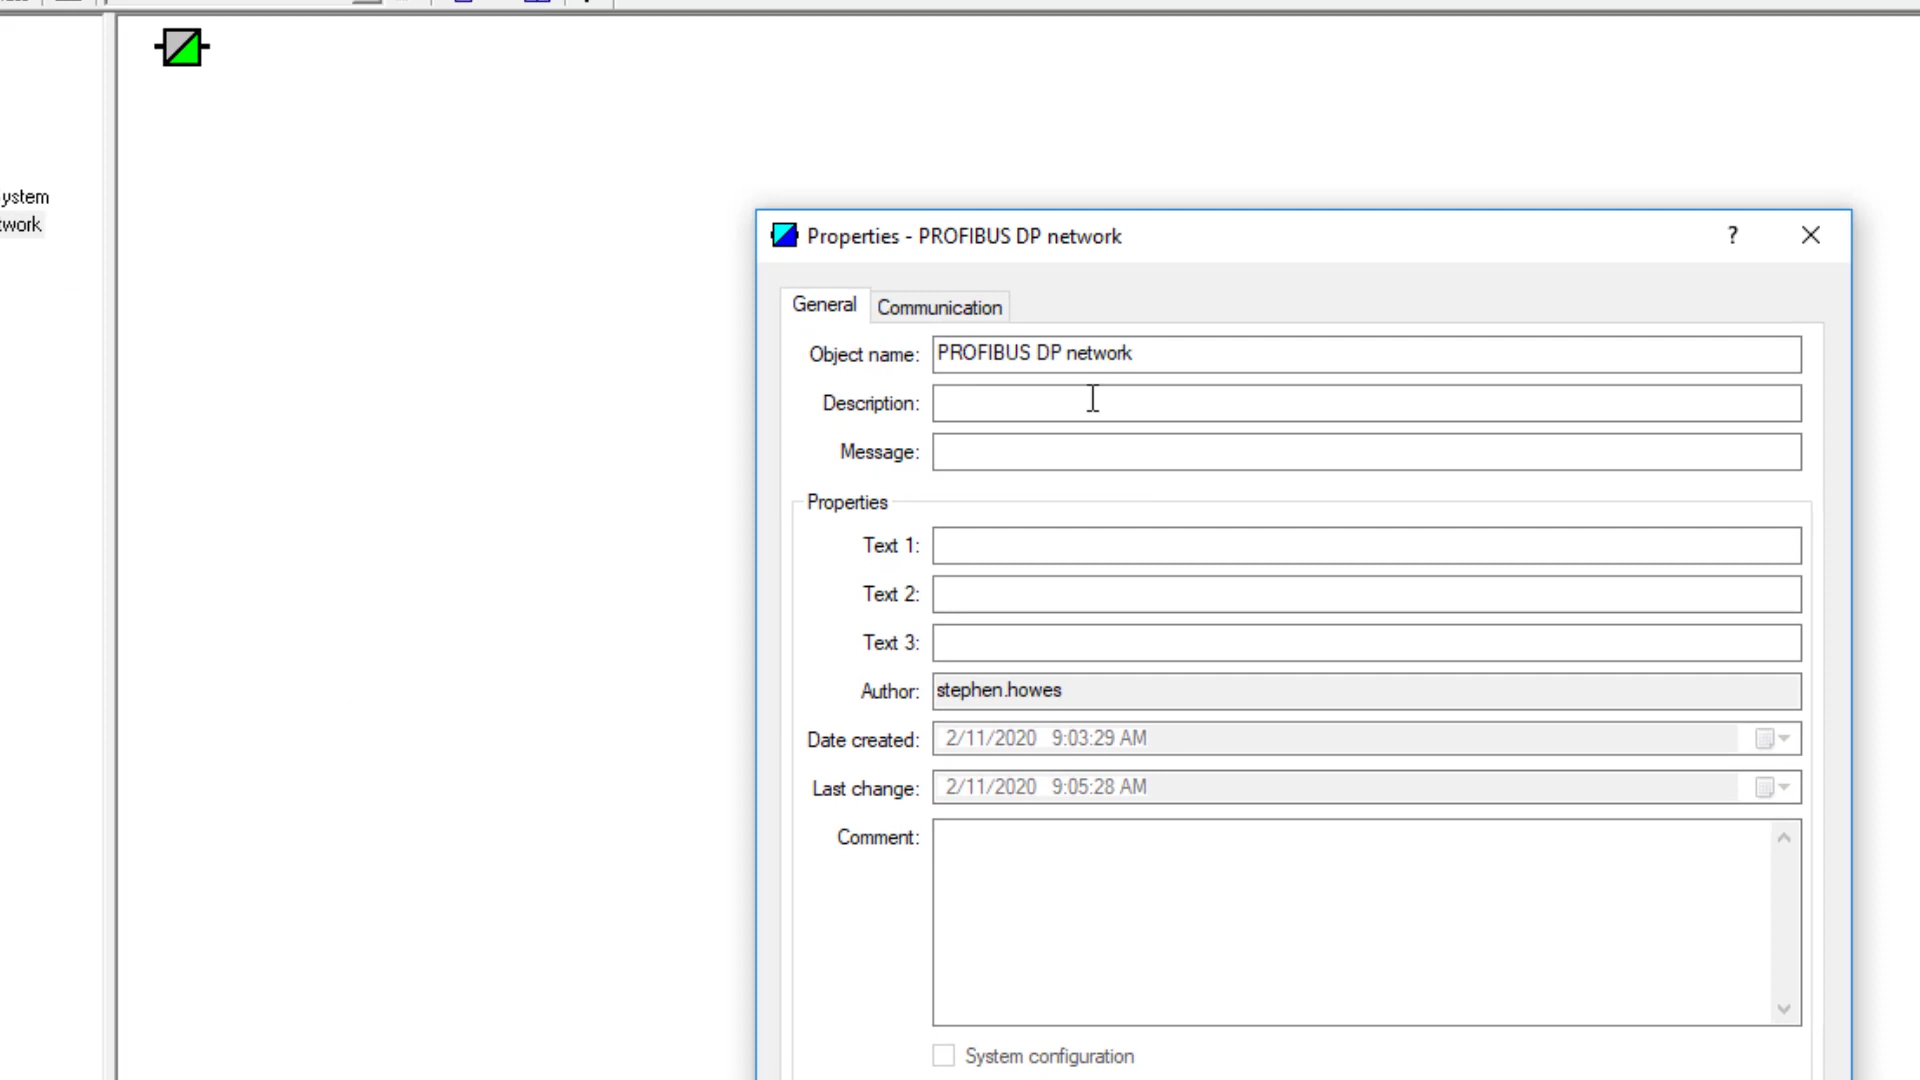 ystem
twork
Properties - PROFIBUS DP network
?
General
Communication
Object name: PROFIBUS DP network
Description:
Message:
Properties
Text 1:
Text 2:
Text 3:
Author: stephen.howes
Date created: 2/11/2020 9:03:29 AM
Last change: 2/11/2020 9:05:28 AM
Comment:
System configuration